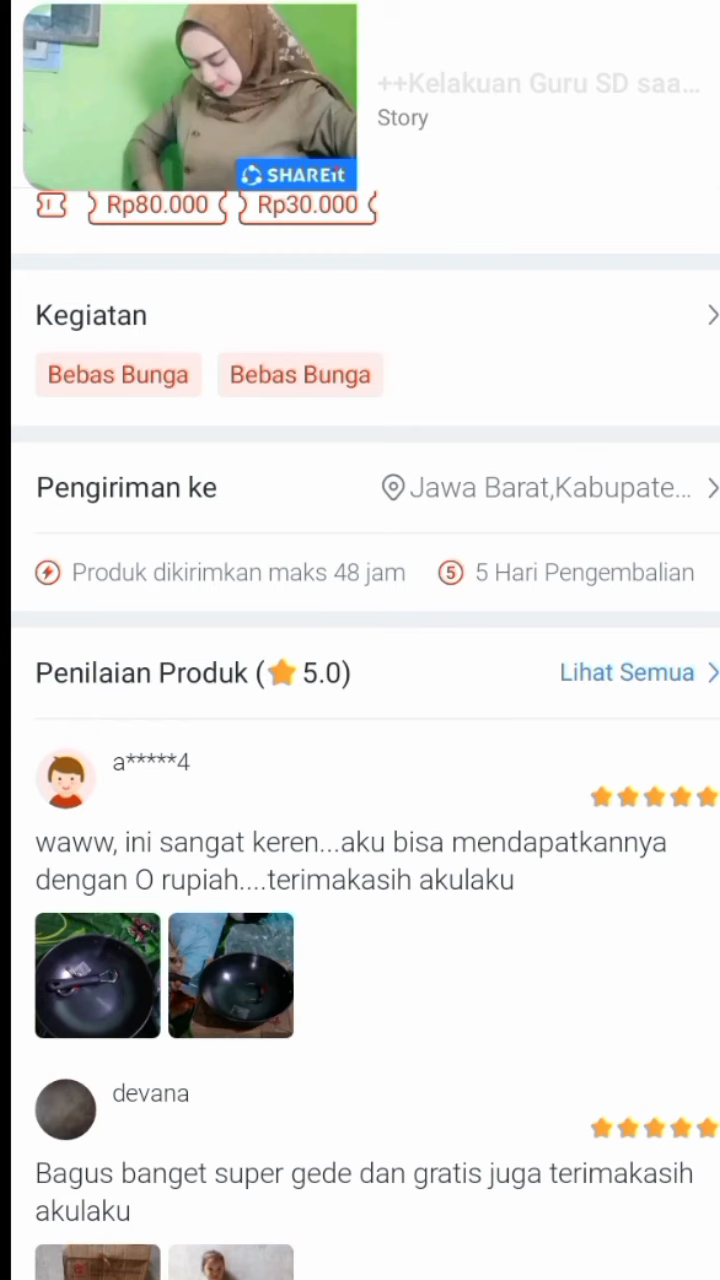 ++Kelakuan Guru SD saa...
Story
SHAREit
Rp80.000 Rp30.000
Kegiatan
Bebas Bunga Bebas Bunga
Pengiriman ke Jawa Barat,Kabupate...
Produk dikirimkan maks 48 jam 5 5 Hari Pengembalian
Penilaian Produk (⭐ 5.0) Lihat Semua
a*****4
waww, ini sangat keren...aku bisa mendapatkannya
dengan O rupiah....terimakasih akulaku
devana
Bagus banget super gede dan gratis juga terimakasih
akulaku